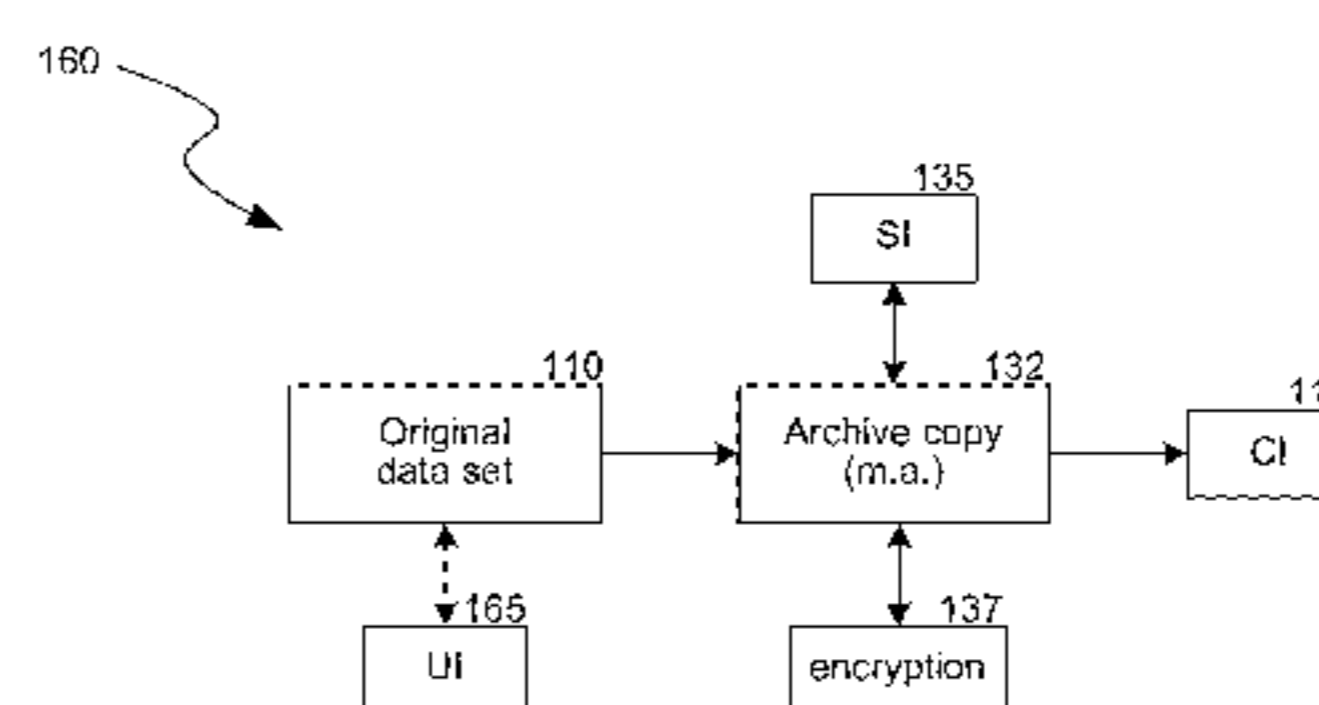 160
135
SI
110
132
Original
data set
Archive copy
(m.a.)
CI
165
137
UI
encryption